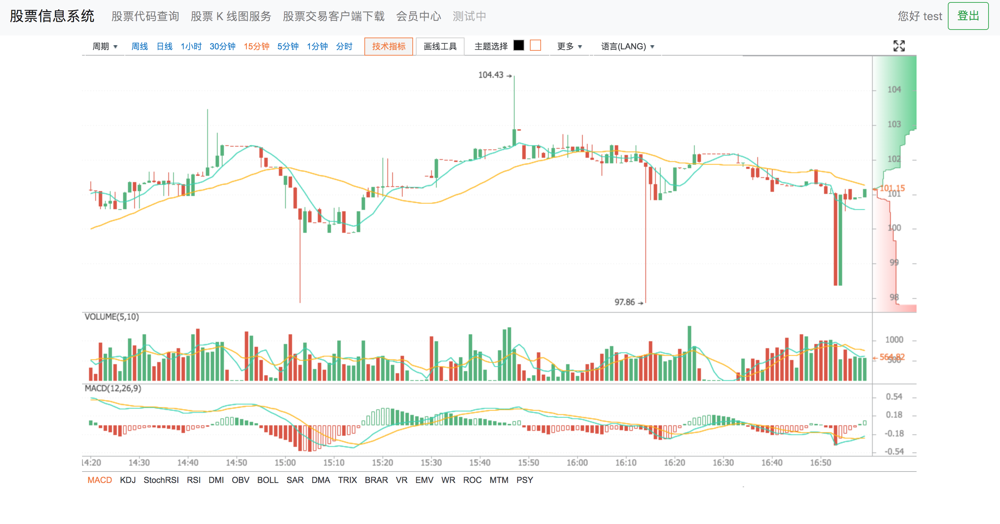 股票信息系统 股票代码查询 股票 K 线图服务 股票交易客户端下载 会员中心 测试中 您好 test 登出
周期 周线 日线 1小时 30分钟 15分钟 5分钟 1分钟 分时 技术指标 画线工具 主题选择 更多 语言(LANG)
104.43
104
103
102
101.15
101
100
99
97.86
98
VOLUME(5,10)
1000
564.82
500
MACD(12,26,9)
0.54
0.18
-0.18
-0.54
14:20 14:30 14:40 14:50 15:00 15:10 15:20 15:30 15:40 15:50 16:00 16:10 16:20 16:30 16:40 16:50
MACD KDJ StochRSI RSI DMI OBV BOLL SAR DMA TRIX BRAR VR EMV WR ROC MTM PSY